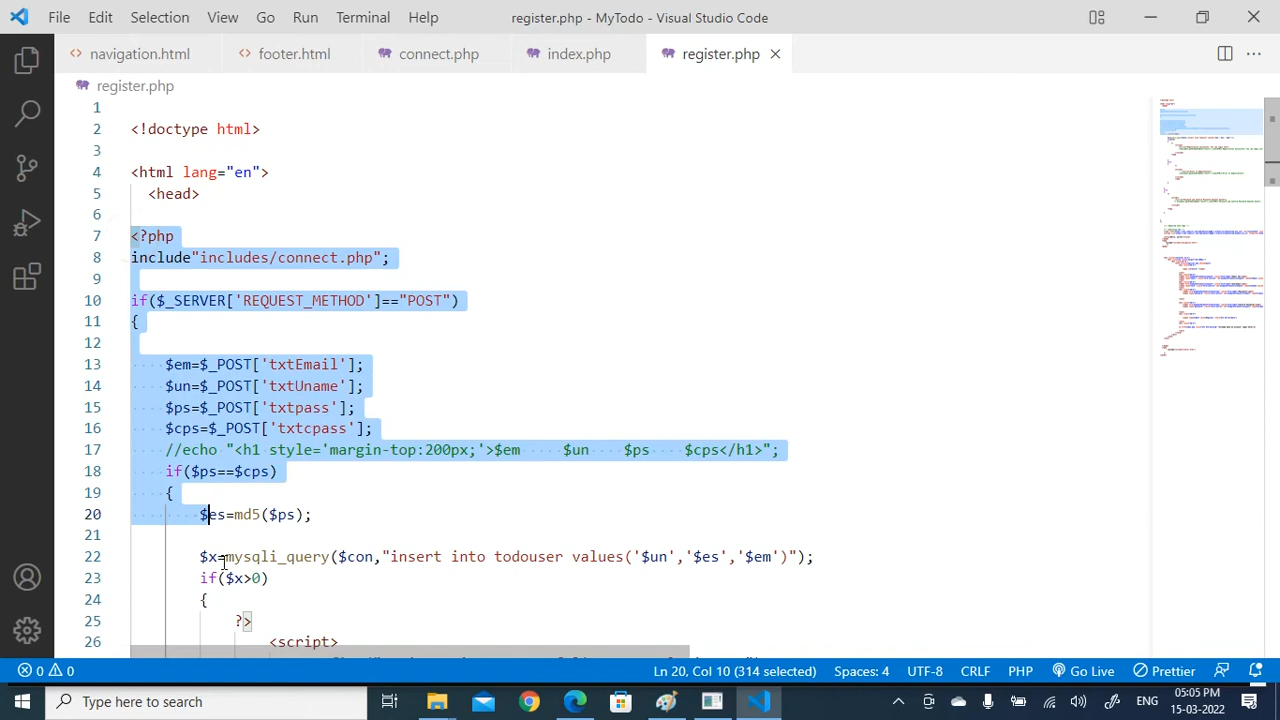 File Edit Selection View Go Run Terminal Help register.php - MyTodo - Visual Studio Code
navigation.html footer.html connect.php index.php register.php
register.php
1
2 <!doctype html>
3
4 <html lang="en">
5 <head>
6
7 <?php
8 include"includes/connect.php";
10 if($_SERVER['REQUEST_METHOD']=="POST")
11 {
12
13 $em=$_POST['txtEmail'];
14 $un=$_POST['txtUname'];
15 $ps=$_POST['txtpass'];
16 $cps=$_POST['txtcpass'];
17 //echo "<h1 style='margin-top:200px;'>$em $un $ps $cps</h1>";
18 if($ps==$cps)
19 {
20 $es=md5($ps);
21
22 $x=mysqli_query($con,"insert into todouser values('$un','$es','$em')");
23 if($x>0)
24 {
25 ?>
26 <script>
0 0 Ln 20, Col 10 (314 selected) Spaces: 4 UTF-8 CRLF PHP Go Live Prettier
Type here to search ENG 05:05 PM
15-03-2022